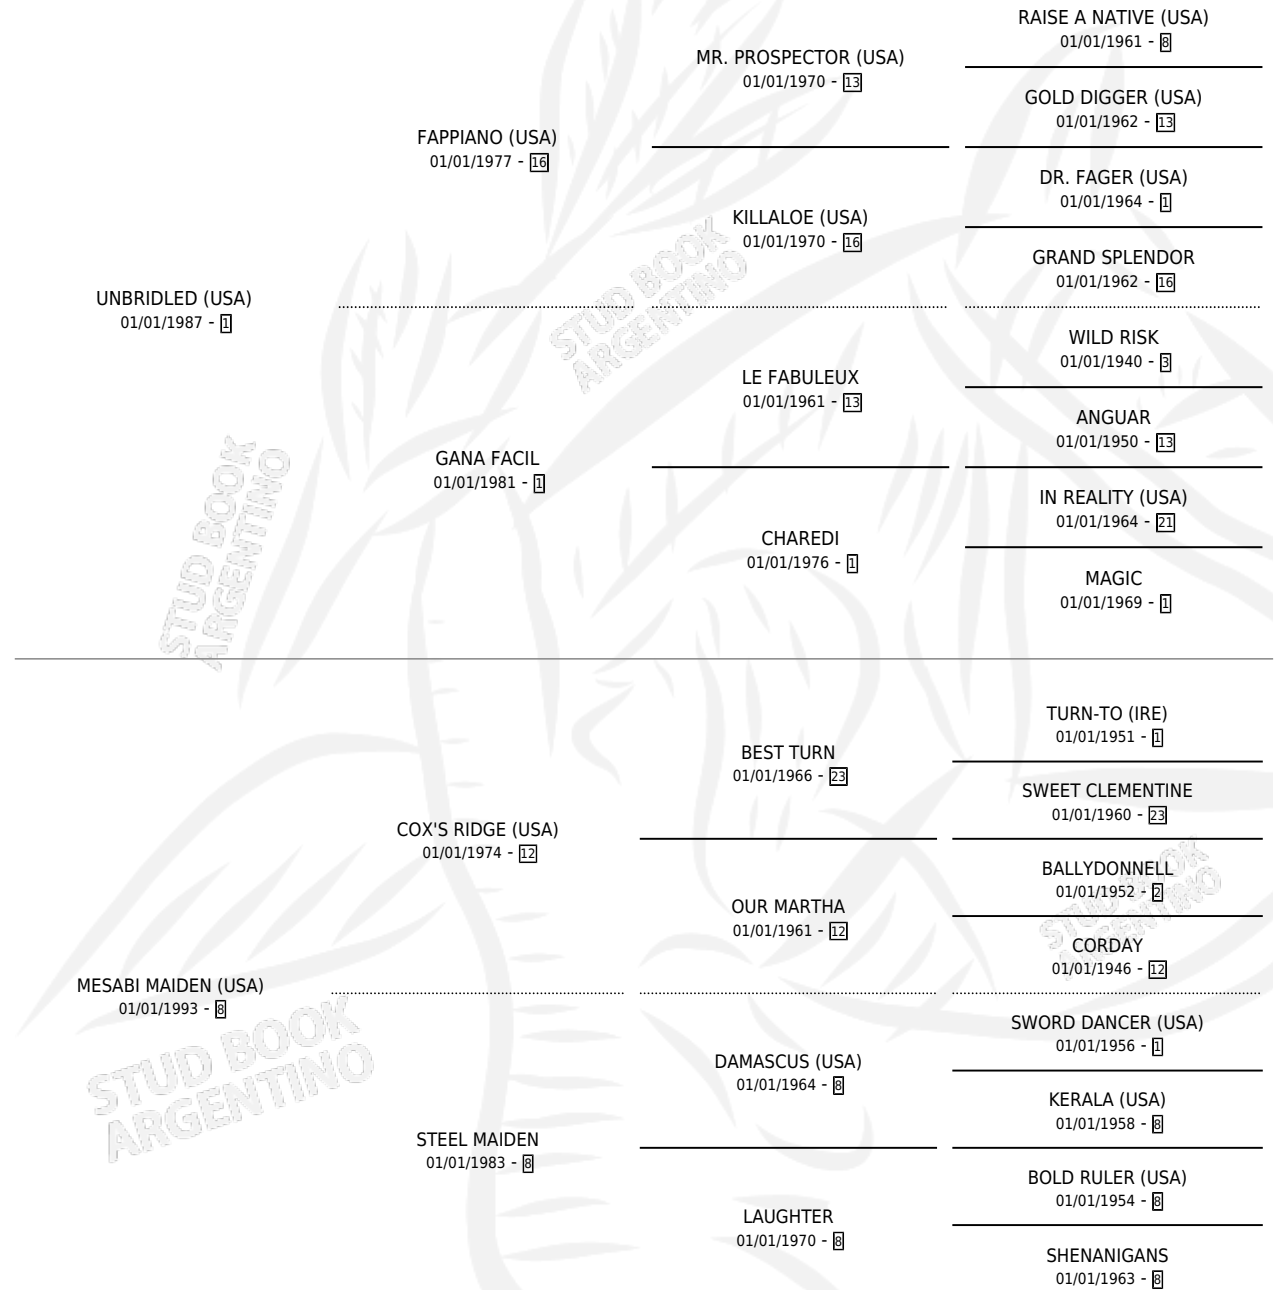 RAISE A NATIVE (USA)
01/01/1961 - 8
MR. PROSPECTOR (USA)
01/01/1970 - 13
GOLD DIGGER (USA)
01/01/1962 - 13
FAPPIANO (USA)
01/01/1977 - 16
DR. FAGER (USA)
01/01/1964 - 1
KILLALOE (USA)
01/01/1970 - 16
GRAND SPLENDOR
01/01/1962 - 16
UNBRIDLED (USA)
01/01/1987 - 1
STUD BOOK
ARGENTINO
WILD RISK
01/01/1940 - 3
LE FABULEUX
01/01/1961 - 13
ANGUAR
01/01/1950 - 13
GANA FACIL
01/01/1981 - 1
IN REALITY (USA)
01/01/1964 - 21
CHAREDI
01/01/1976 - 1
MAGIC
01/01/1969 - 1
STUD BOOK
ARGENTINO
TURN-TO (IRE)
01/01/1951 - 1
BEST TURN
01/01/1966 - 23
SWEET CLEMENTINE
01/01/1960 - 23
COX'S RIDGE (USA)
01/01/1974 - 12
BALLYDONNELL
01/01/1952 - 2
OUR MARTHA
01/01/1961 - 12
STUD BOOK
ARGENTINO
CORDAY
01/01/1946 - 12
MESABI MAIDEN (USA)
01/01/1993 - 8
STUD BOOK
ARGENTINO
SWORD DANCER (USA)
01/01/1956 - 1
DAMASCUS (USA)
01/01/1964 - 8
KERALA (USA)
01/01/1958 - 8
STEEL MAIDEN
01/01/1983 - 8
BOLD RULER (USA)
01/01/1954 - 8
LAUGHTER
01/01/1970 - 8
SHENANIGANS
01/01/1963 - 8